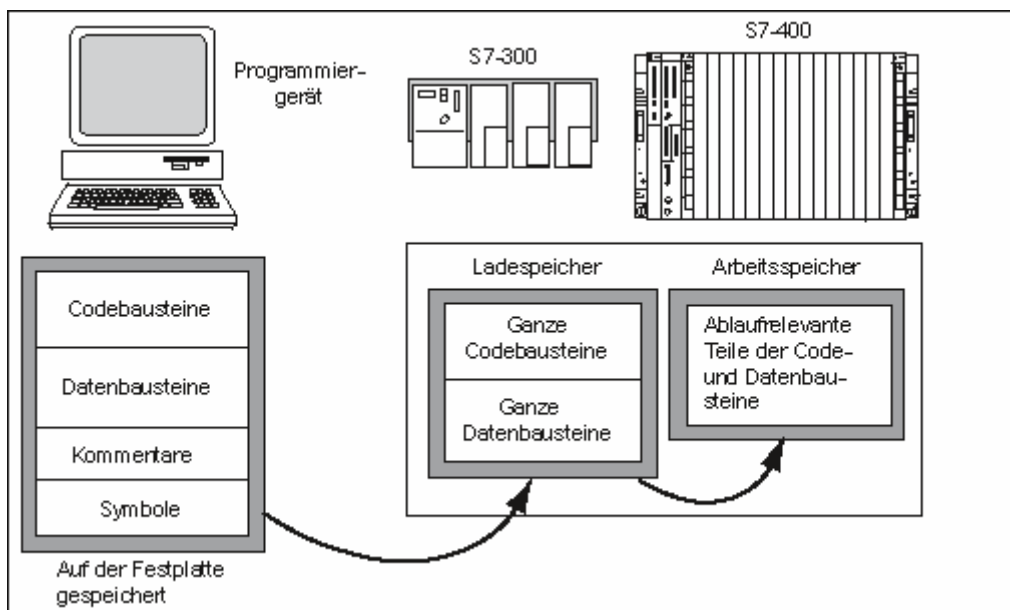 Programmier-
gerät
S7-300
S7-400
Codebausteine
Datenbausteine
Kommentare
Symbole
Auf der Festplatte
gespeichert
Ladespeicher
Ganze
Codebausteine
Ganze
Datenbausteine
Arbeitsspeicher
Ablaufrelevante
Teile der Code-
und Datenbau-
steine